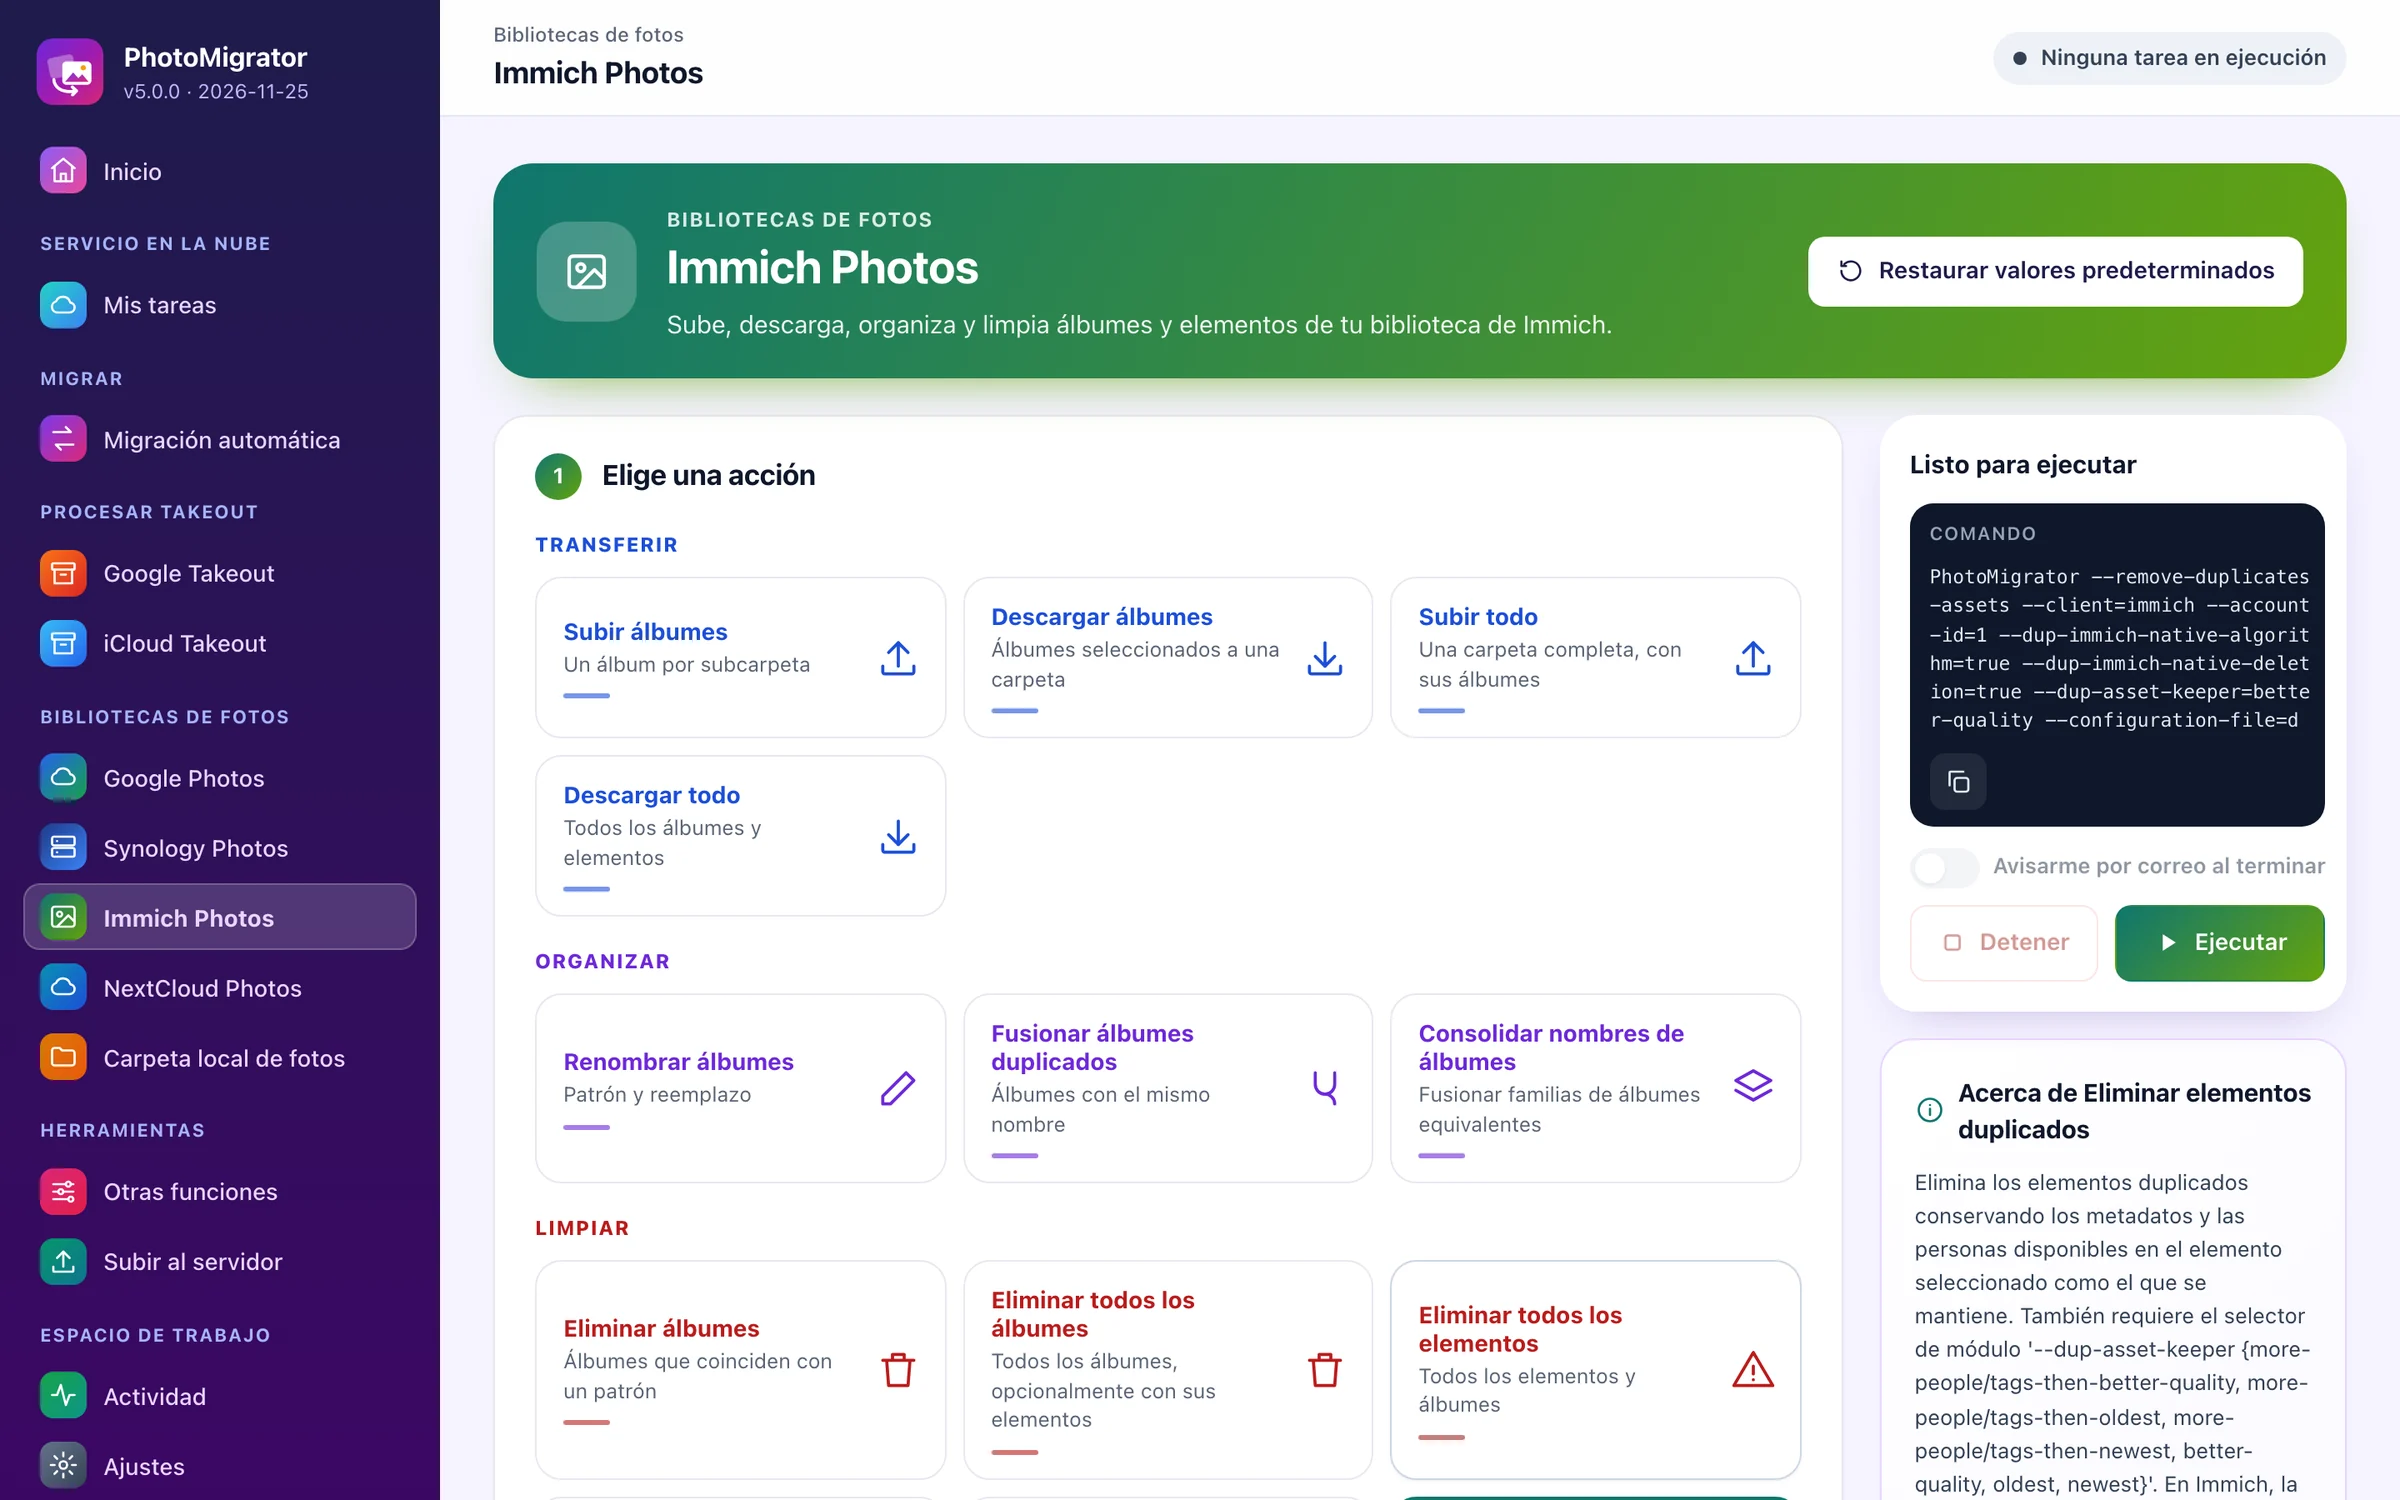 PhotoMigrator
v5.0.0 · 2026-11-25
Inicio
SERVICIO EN LA NUBE
Mis tareas
MIGRAR
Migración automática
PROCESAR TAKEOUT
Google Takeout
iCloud Takeout
BIBLIOTECAS DE FOTOS
Google Photos
Synology Photos
Immich Photos
NextCloud Photos
Carpeta local de fotos
HERRAMIENTAS
Otras funciones
Subir al servidor
ESPACIO DE TRABAJO
Actividad
Ajustes
Bibliotecas de fotos
Immich Photos
Ninguna tarea en ejecución
BIBLIOTECAS DE FOTOS
Immich Photos
Sube, descarga, organiza y limpia álbumes y elementos de tu biblioteca de Immich.
Restaurar valores predeterminados
1
Elige una acción
TRANSFERIR
Subir álbumes
Un álbum por subcarpeta
Descargar álbumes
Álbumes seleccionados a una
carpeta
Subir todo
Una carpeta completa, con
sus álbumes
Descargar todo
Todos los álbumes y
elementos
ORGANIZAR
Renombrar álbumes
Patrón y reemplazo
Fusionar álbumes
duplicados
Álbumes con el mismo
nombre
Consolidar nombres de
álbumes
Fusionar familias de álbumes
equivalentes
LIMPIAR
Eliminar álbumes
Álbumes que coinciden con
un patrón
Eliminar todos los
álbumes
Todos los álbumes,
opcionalmente con sus
elementos
Eliminar todos los
elementos
Todos los elementos y
álbumes
Listo para ejecutar
COMANDO
PhotoMigrator --remove-duplicates
-assets --client=immich --account
-id=1 --dup-immich-native-algorit
hm=true --dup-immich-native-delet
ion=true --dup-asset-keeper=bette
r-quality --configuration-file=d
Avisarme por correo al terminar
Detener
Ejecutar
Acerca de Eliminar elementos
duplicados
Elimina los elementos duplicados
conservando los metadatos y las
personas disponibles en el elemento
seleccionado como el que se
mantiene. También requiere el selector
de módulo '--dup-asset-keeper {more-
people/tags-then-better-quality, more-
people/tags-then-oldest, more-
people/tags-then-newest, better-
quality, oldest, newest}'. En Immich, la